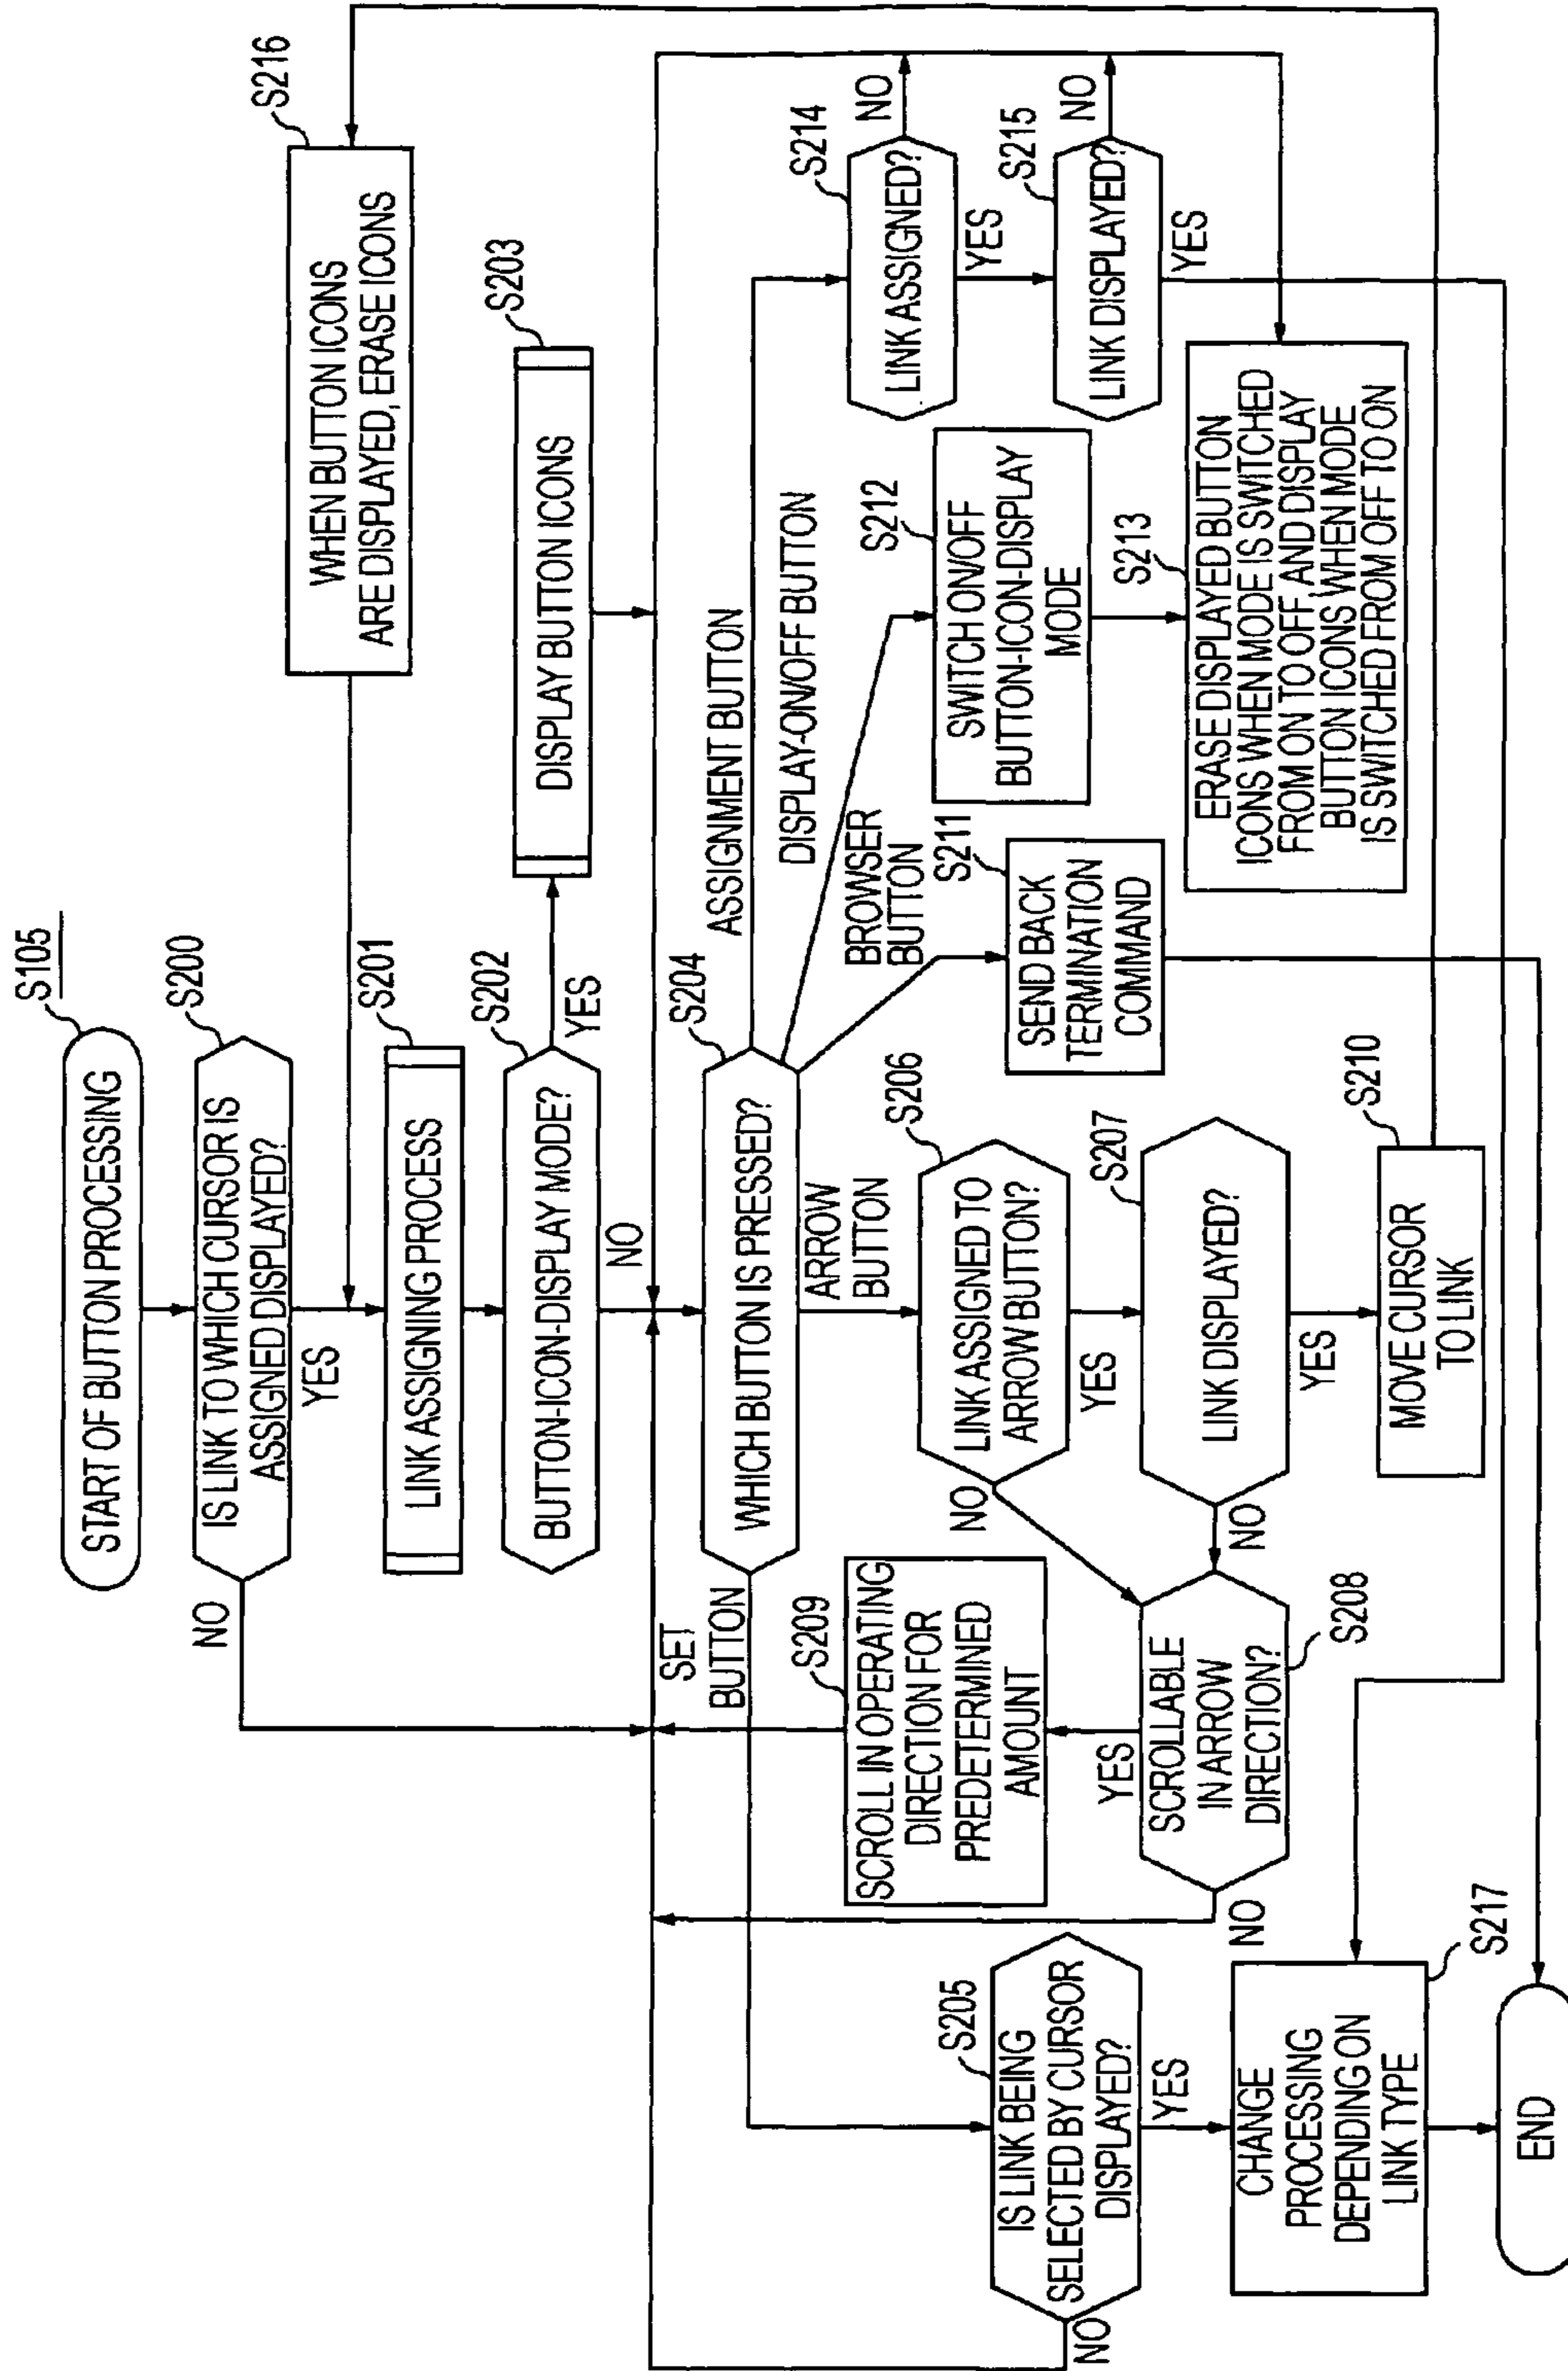 S105
START OF BUTTON PROCESSING
S200
IS LINK TO WHICH CURSOR IS
ASSIGNED DISPLAYED?
NO
YES
S216
WHEN BUTTON ICONS
ARE DISPLAYED, ERASE ICONS
S201
LINK ASSIGNING PROCESS
S202
BUTTON-ICON-DISPLAY MODE?
YES
NO
S203
DISPLAY BUTTON ICONS
S204
WHICH BUTTON IS PRESSED?
SET
BUTTON
ARROW
BUTTON
BROWSER
BUTTON
DISPLAY-ON/OFF BUTTON
ASSIGNMENT BUTTON
S205
IS LINK BEING
SELECTED BY CURSOR
DISPLAYED?
NO
YES
S206
LINK ASSIGNED TO
ARROW BUTTON?
NO
YES
S207
LINK DISPLAYED?
NO
YES
S208
SCROLLABLE
IN ARROW
DIRECTION?
YES
NO
S209
SCROLL IN OPERATING
DIRECTION FOR
PREDETERMINED
AMOUNT
S210
MOVE CURSOR
TO LINK
S211
SEND BACK
TERMINATION
COMMAND
S212
SWITCH ON/OFF
BUTTON-ICON-DISPLAY
MODE
S213
ERASE DISPLAYED BUTTON
ICONS WHEN MODE IS SWITCHED
FROM ON TO OFF, AND DISPLAY
BUTTON ICONS WHEN MODE
IS SWITCHED FROM OFF TO ON
S214
LINK ASSIGNED?
NO
YES
S215
LINK DISPLAYED?
NO
YES
S217
CHANGE
PROCESSING
DEPENDING ON
LINK TYPE
END